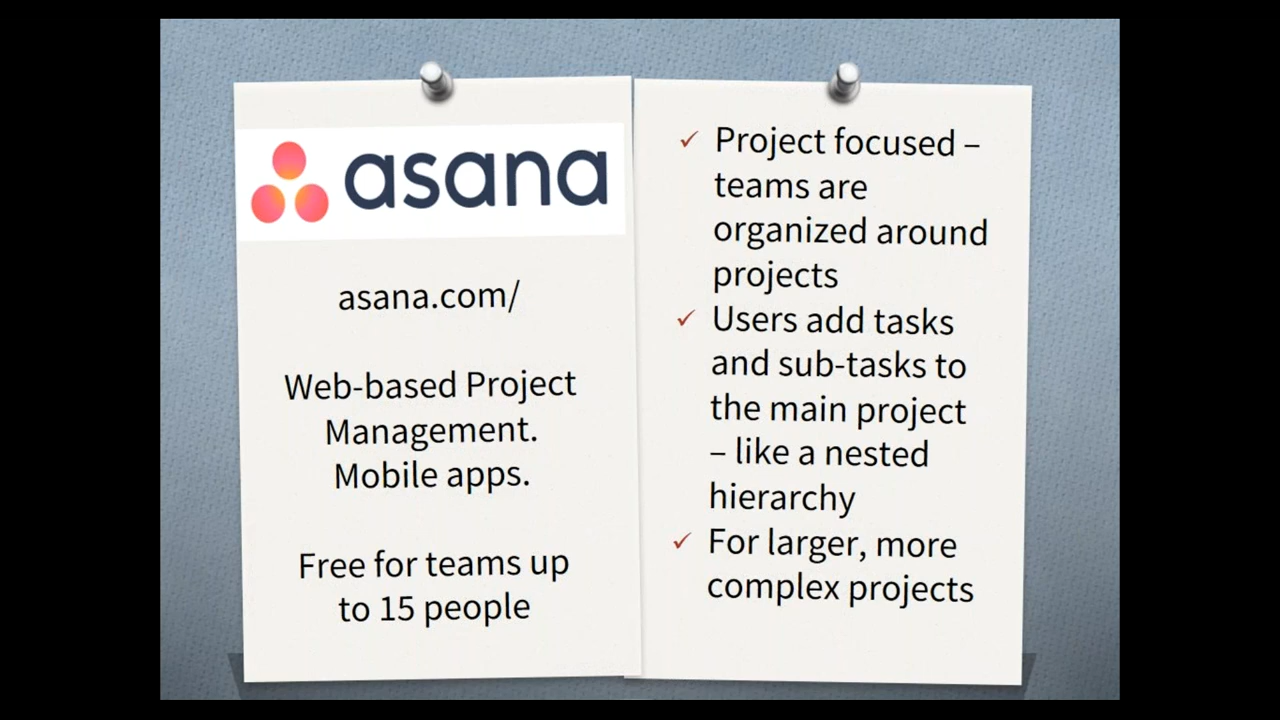 asana
asana.com/
Web-based Project
Management.
Mobile apps.
Free for teams up
to 15 people
✓ Project focused –
teams are
organized around
projects
✓ Users add tasks
and sub-tasks to
the main project
– like a nested
hierarchy
✓ For larger, more
complex projects